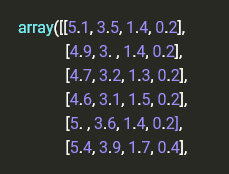 array([[5.1, 3.5, 1.4, 0.2],
[4.9, 3. , 1.4, 0.2],
[4.7, 3.2, 1.3, 0.2],
[4.6, 3.1, 1.5, 0.2],
[5. , 3.6, 1.4, 0.2],
[5.4, 3.9, 1.7, 0.4],